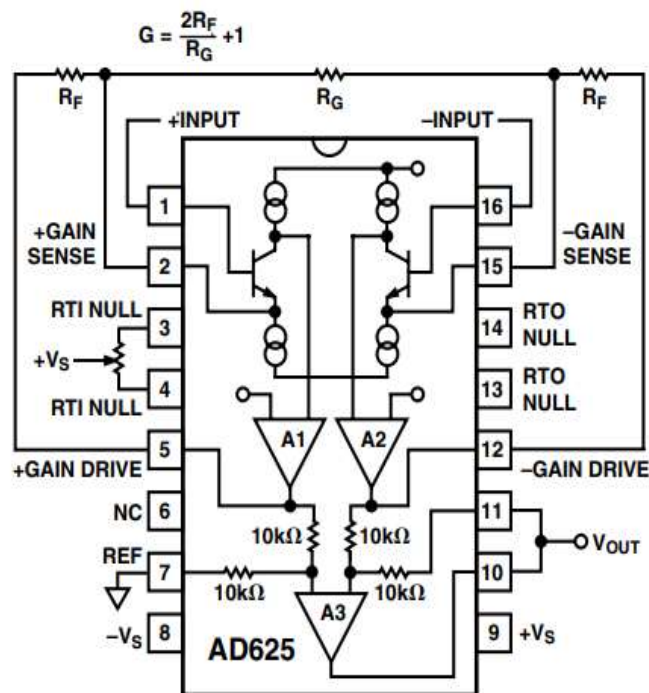 G = 2R_F / R_G + 1
R_F
R_G
R_F
+INPUT
–INPUT
1
16
+GAIN
SENSE
2
–GAIN
SENSE
15
RTI NULL
3
14
RTO
NULL
+V_S
4
13
RTO
NULL
RTI NULL
A1
A2
5
12
+GAIN DRIVE
–GAIN DRIVE
NC
6
10kΩ
10kΩ
11
V_OUT
REF
7
10kΩ
10kΩ
10
A3
–V_S
8
AD625
9
+V_S